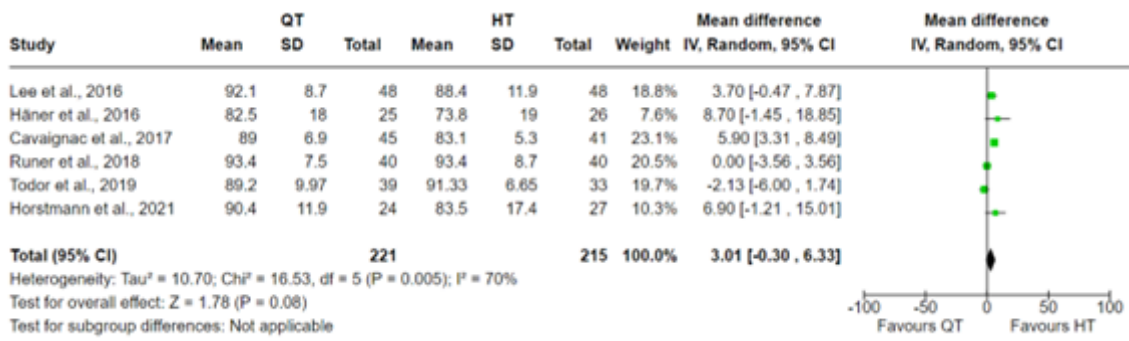 QT HT Mean difference Mean difference
Study Mean SD Total Mean SD Total Weight IV, Random, 95% CI IV, Random, 95% CI
Lee et al., 2016 92.1 8.7 48 88.4 11.9 48 18.8% 3.70 [-0.47 , 7.87]
Häner et al., 2016 82.5 18 25 73.8 19 26 7.6% 8.70 [-1.45 , 18.85]
Cavaignac et al., 2017 89 6.9 45 83.1 5.3 41 23.1% 5.90 [3.31 , 8.49]
Runer et al., 2018 93.4 7.5 40 93.4 8.7 40 20.5% 0.00 [-3.56 , 3.56]
Todor et al., 2019 89.2 9.97 39 91.33 6.65 33 19.7% -2.13 [-6.00 , 1.74]
Horstmann et al., 2021 90.4 11.9 24 83.5 17.4 27 10.3% 6.90 [-1.21 , 15.01]
Total (95% CI) 221 215 100.0% 3.01 [-0.30 , 6.33]
Heterogeneity: Tau² = 10.70; Chi² = 16.53, df = 5 (P = 0.005); I² = 70%
Test for overall effect: Z = 1.78 (P = 0.08)
Test for subgroup differences: Not applicable
-100 -50 0 50 100
Favours QT Favours HT